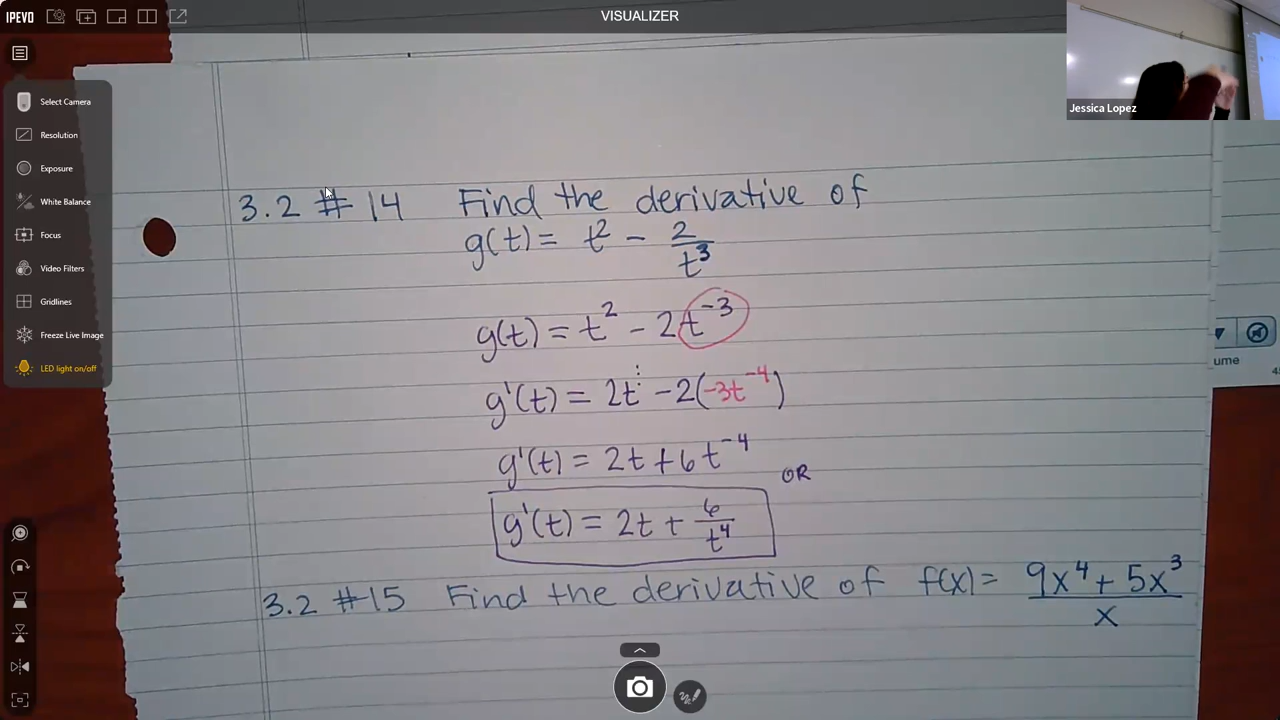 IPEVO
VISUALIZER
Select Camera
Resolution
Exposure
White Balance
Focus
Video Filters
Gridlines
Freeze Live Image
LED light on/off
Jessica Lopez
3.2 # 14 Find the derivative of
g(t) = t² - 2/t³
g(t) = t² - 2t⁻³
g'(t) = 2t - 2(-3t⁻⁴)
g'(t) = 2t + 6t⁻⁴ OR
g'(t) = 2t + 6/t⁴
3.2 #15 Find the derivative of f(x) = 9x⁴ + 5x³
x
ume